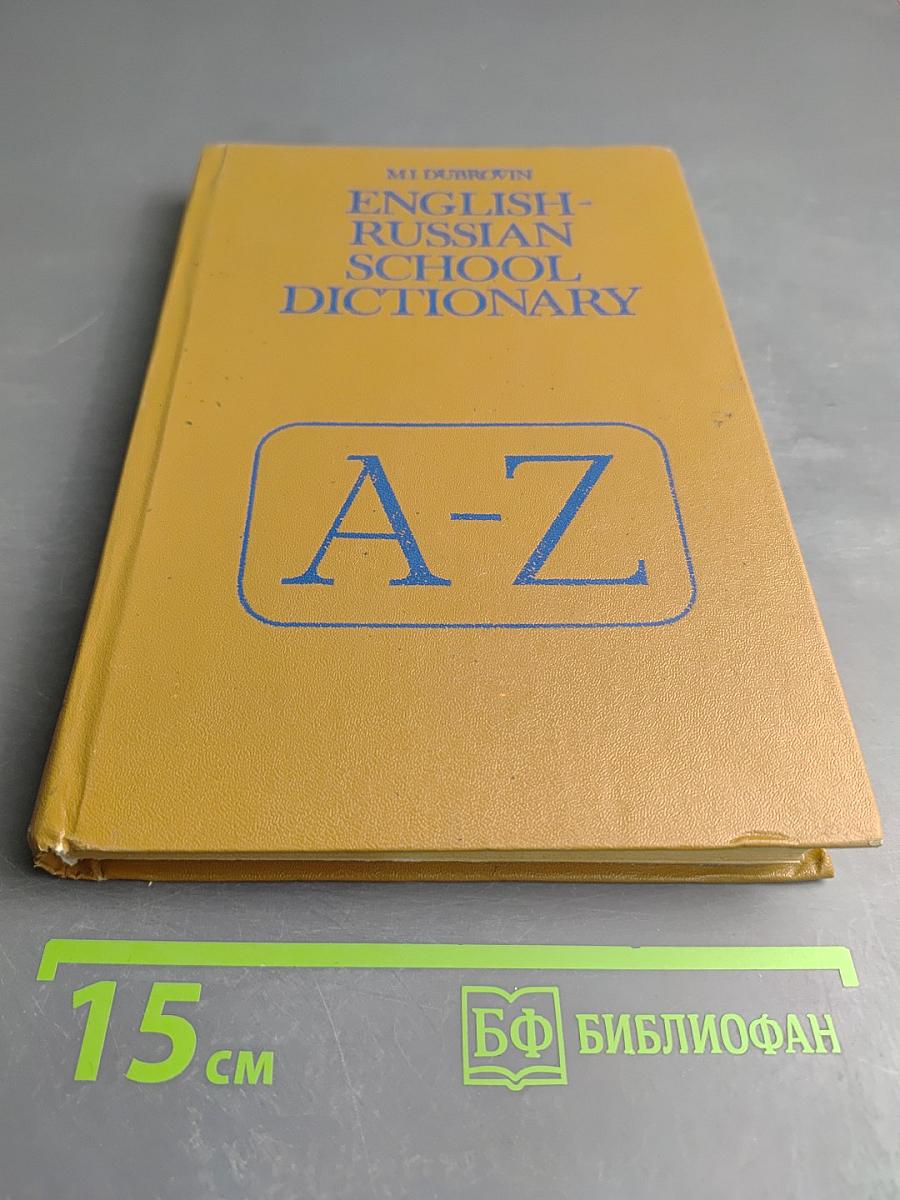 M.I. DUBROVIN
ENGLISH-
RUSSIAN
SCHOOL
DICTIONARY
A-Z
15 см
БФ БИБЛИОФАН